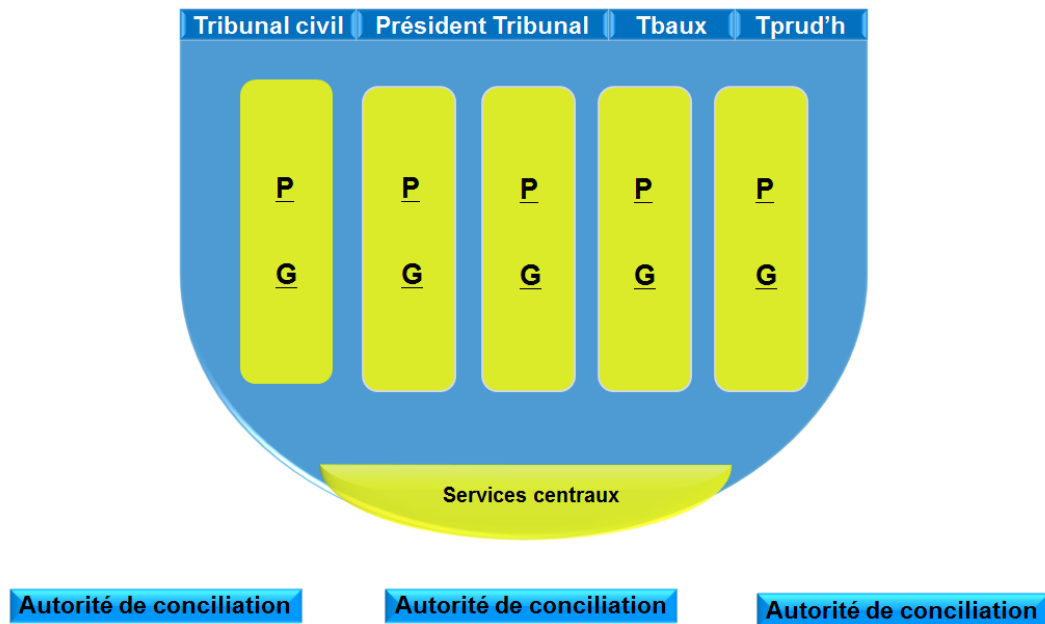 Tribunal civil Président Tribunal Tbaux Tprud'h
P P P P P
G G G G G
Services centraux
Autorité de conciliation Autorité de conciliation Autorité de conciliation